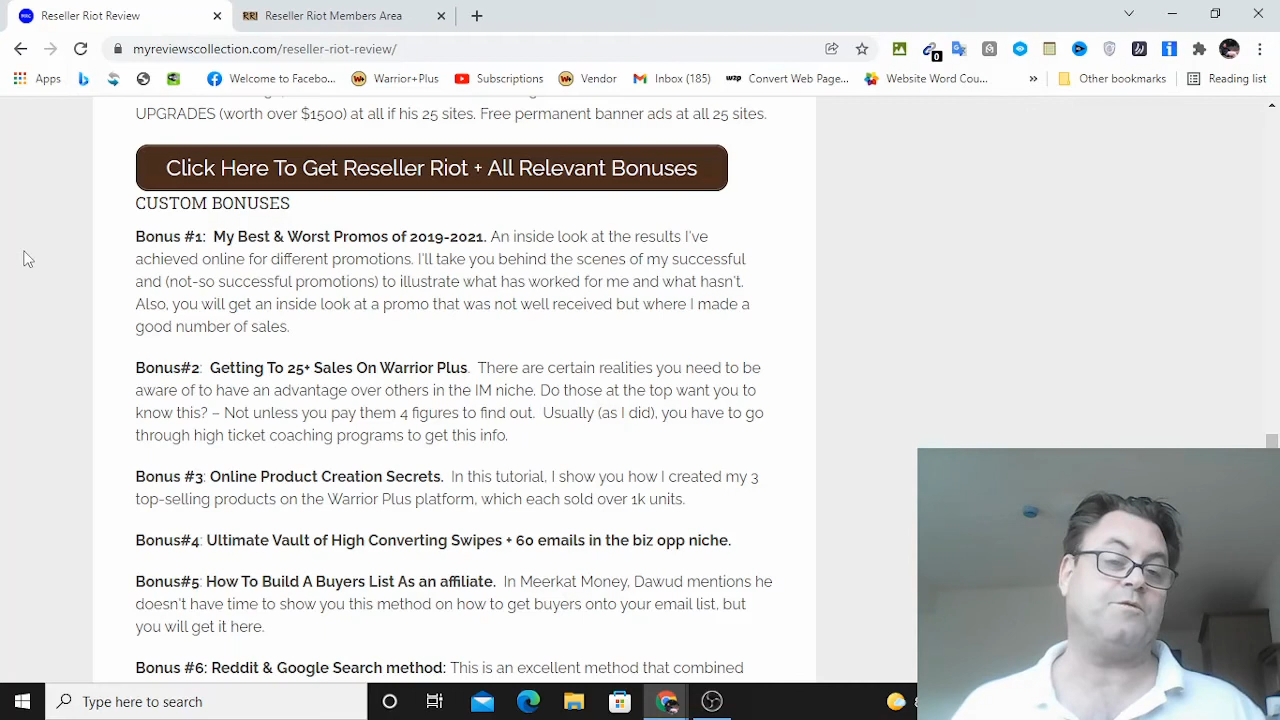 Reseller Riot Review
RRI Reseller Riot Members Area
myreviewscollection.com/reseller-riot-review/
0
Apps Welcome to Facebo... Warrior+Plus Subscriptions Vendor Inbox (185) Convert Web Page... Website Word Cou... » Other bookmarks Reading list
UPGRADES (worth over $1500) at all if his 25 sites. Free permanent banner ads at all 25 sites.
Click Here To Get Reseller Riot + All Relevant Bonuses
CUSTOM BONUSES
Bonus #1: My Best & Worst Promos of 2019-2021. An inside look at the results I've
achieved online for different promotions. I'll take you behind the scenes of my successful
and (not-so successful promotions) to illustrate what has worked for me and what hasn't.
Also, you will get an inside look at a promo that was not well received but where I made a
good number of sales.
Bonus#2: Getting To 25+ Sales On Warrior Plus. There are certain realities you need to be
aware of to have an advantage over others in the IM niche. Do those at the top want you to
know this? – Not unless you pay them 4 figures to find out. Usually (as I did), you have to go
through high ticket coaching programs to get this info.
Bonus #3: Online Product Creation Secrets. In this tutorial, I show you how I created my 3
top-selling products on the Warrior Plus platform, which each sold over 1k units.
Bonus#4: Ultimate Vault of High Converting Swipes + 60 emails in the biz opp niche.
Bonus#5: How To Build A Buyers List As an affiliate. In Meerkat Money, Dawud mentions he
doesn't have time to show you this method on how to get buyers onto your email list, but
you will get it here.
Bonus #6: Reddit & Google Search method: This is an excellent method that combined
Type here to search